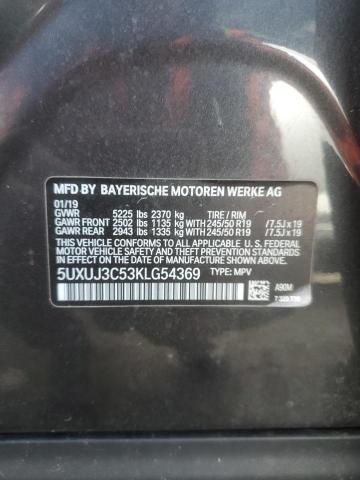 MFD BY BAYERISCHE MOTOREN WERKE AG
01/19
GVWR 5225 lbs 2370 kg TIRE / RIM
GAWR FRONT 2502 lbs 1135 kg WITH 245/50 R19 /7.5J x 19
GAWR REAR 2943 lbs 1335 kg WITH 245/50 R19 /7.5J x 19
THIS VEHICLE CONFORMS TO ALL APPLICABLE U. S. FEDERAL
MOTOR VEHICLE SAFETY, BUMPER, AND THEFT PREVENTION
STANDARDS IN EFFECT ON THE DATE OF MANUFACTURE SHOWN ABOVE.
5UXUJ3C53KLG54369 TYPE: MPV
A90M